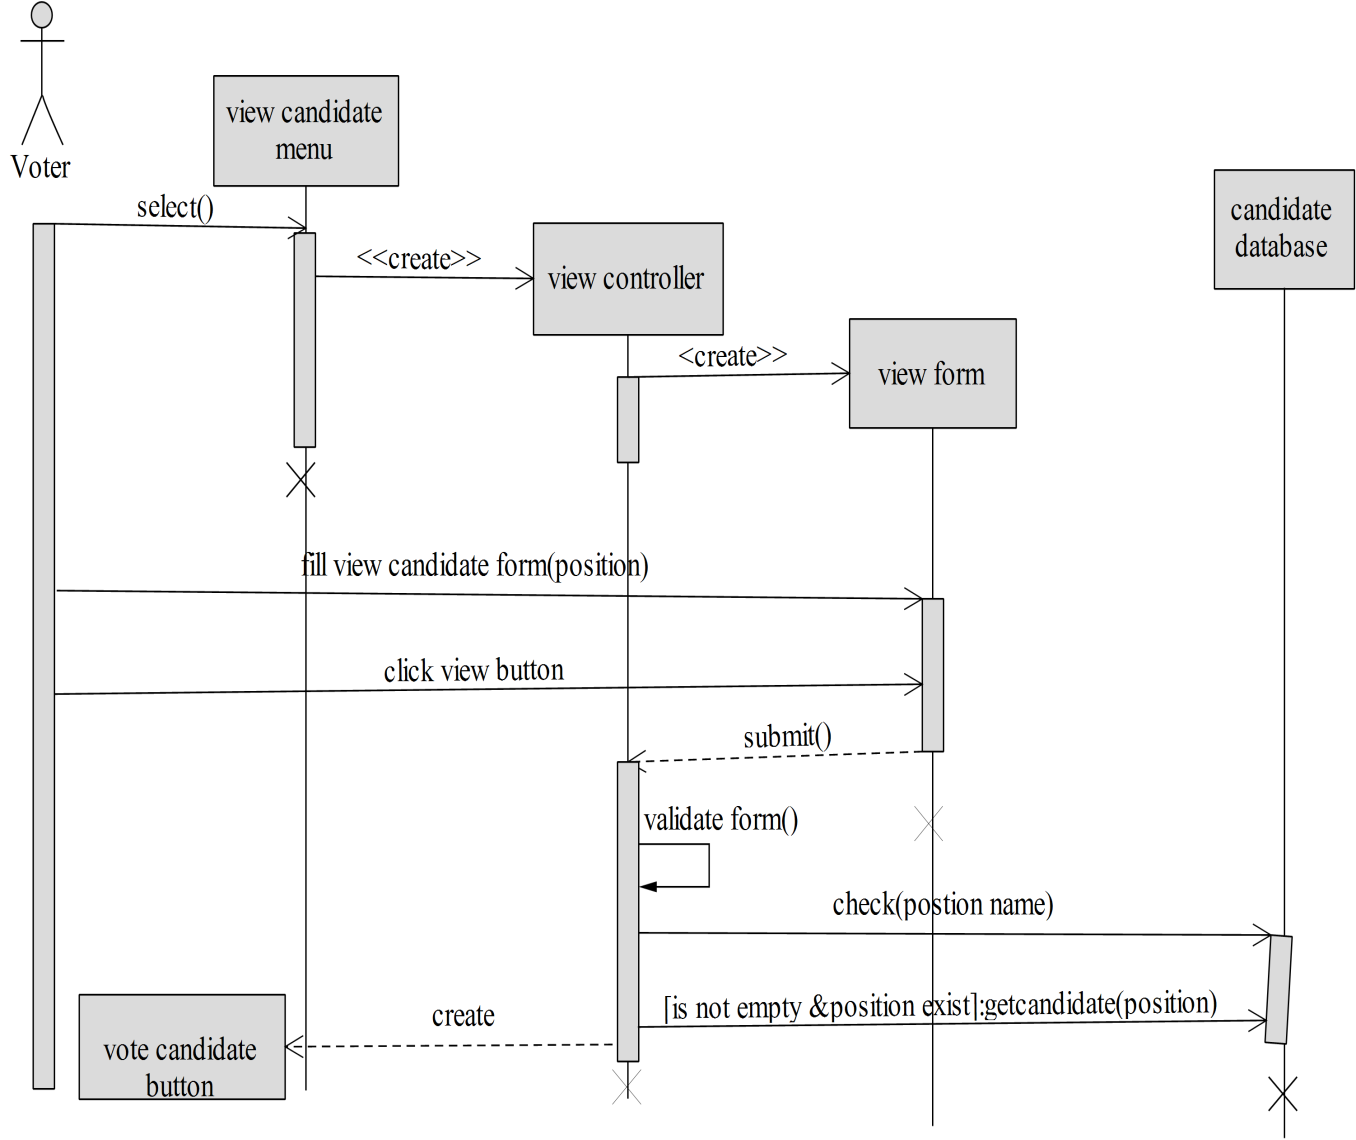 Voter
view candidate
menu
select()
candidate
database
<<create>>
view controller
<create>>
view form
fill view candidate form(position)
click view button
submit()
validate form()
check(postion name)
[is not empty &position exist]:getcandidate(position)
create
vote candidate
button